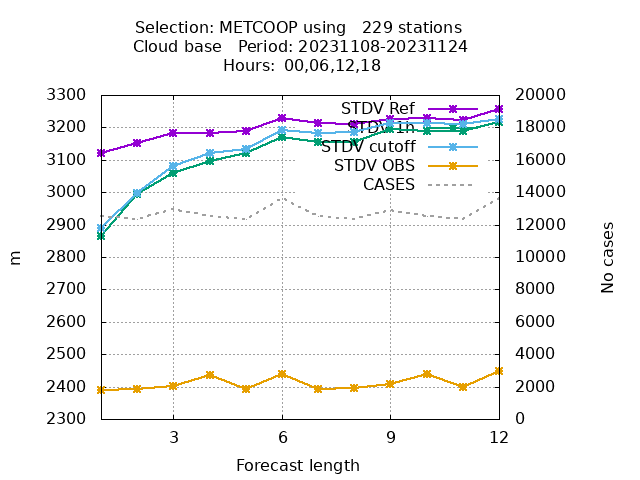 Selection: METCOOP using 229 stations
Cloud base Period: 20231108-20231124
Hours: 00,06,12,18
3300 20000
STDV Ref
3200 18000
STDV 1h
STDV cutoff
3100 16000
STDV OBS
3000 14000
CASES
2900 12000
2800 10000
2700 8000
2600 6000
2500 4000
2400 2000
2300 0
m
No cases
3 6 9 12
Forecast length